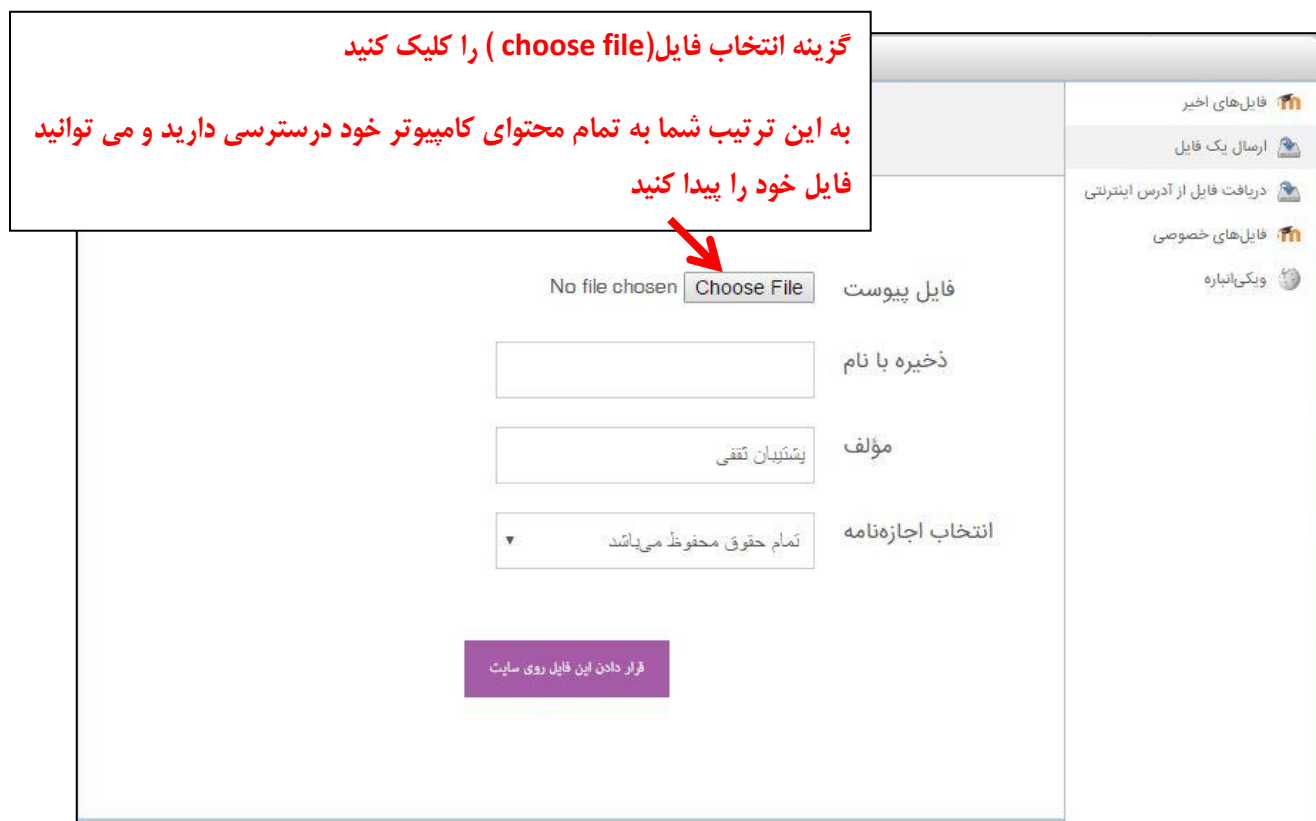 گزینه انتخاب فایل(choose file ) را کلیک کنید
به این ترتیب شما به تمام محتوای کامپیوتر خود درسترسی دارید و می توانید
فایل خود را پیدا کنید
فایل‌های اخیر
ارسال یک فایل
دریافت فایل از آدرس اینترنتی
فایل‌های خصوصی
ویکی‌انباره
فایل پیوست Choose File No file chosen
ذخیره با نام
مؤلف پشتیبان ثقفی
انتخاب اجازه‌نامه تمام حقوق محفوظ می‌باشد
قرار دادن این فایل روی سایت